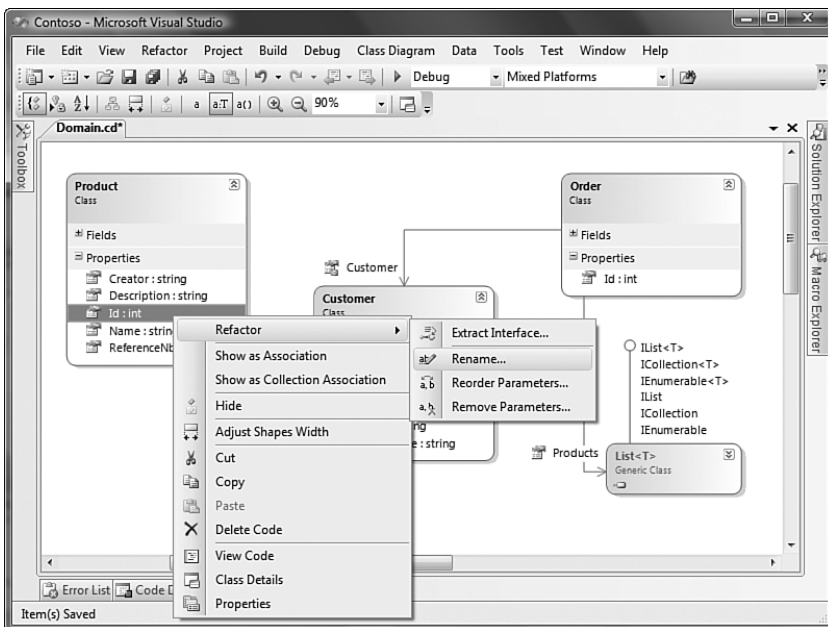 Contoso - Microsoft Visual Studio
File Edit View Refactor Project Build Debug Class Diagram Data Tools Test Window Help
Debug Mixed Platforms
a a:T a() 90%
Domain.cd*
Toolbox
Solution Explorer
Macro Explorer
Product
Class
Fields
Properties
Creator : string
Description : string
Id : int
Name : strin
ReferenceNb
Customer
Customer
Class
ng
e : string
Order
Class
Fields
Properties
Id : int
IList<T>
ICollection<T>
IEnumerable<T>
IList
ICollection
IEnumerable
Products
List<T>
Generic Class
Refactor
Show as Association
Show as Collection Association
Hide
Adjust Shapes Width
Cut
Copy
Paste
Delete Code
View Code
Class Details
Properties
Extract Interface...
Rename...
Reorder Parameters...
Remove Parameters...
Error List Code D
Item(s) Saved